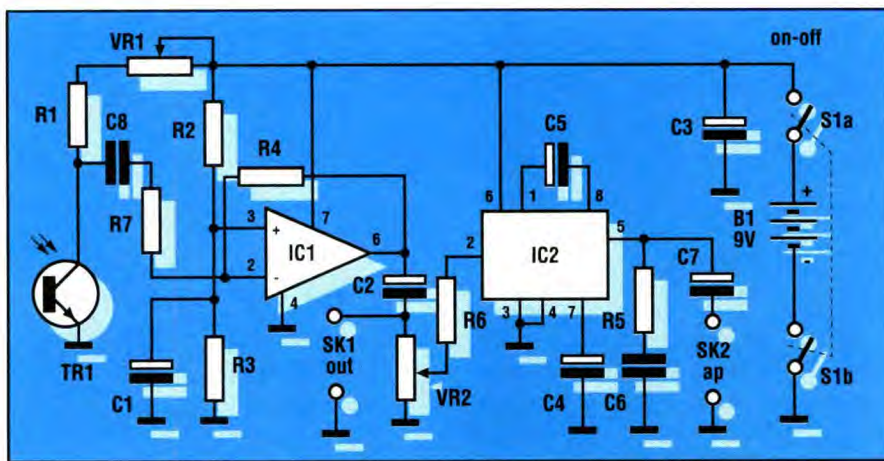 VR1
on-off
R1
C8
R2
C3
S1a
C5
R4
R7
6
1
8
B1
9V
+
3
+
7
IC1
6
2
-
4
2
IC2
5
C7
C2
R6
3
4
7
R5
TR1
C1
R3
SK1
out
VR2
C4
C6
SK2
ap
S1b